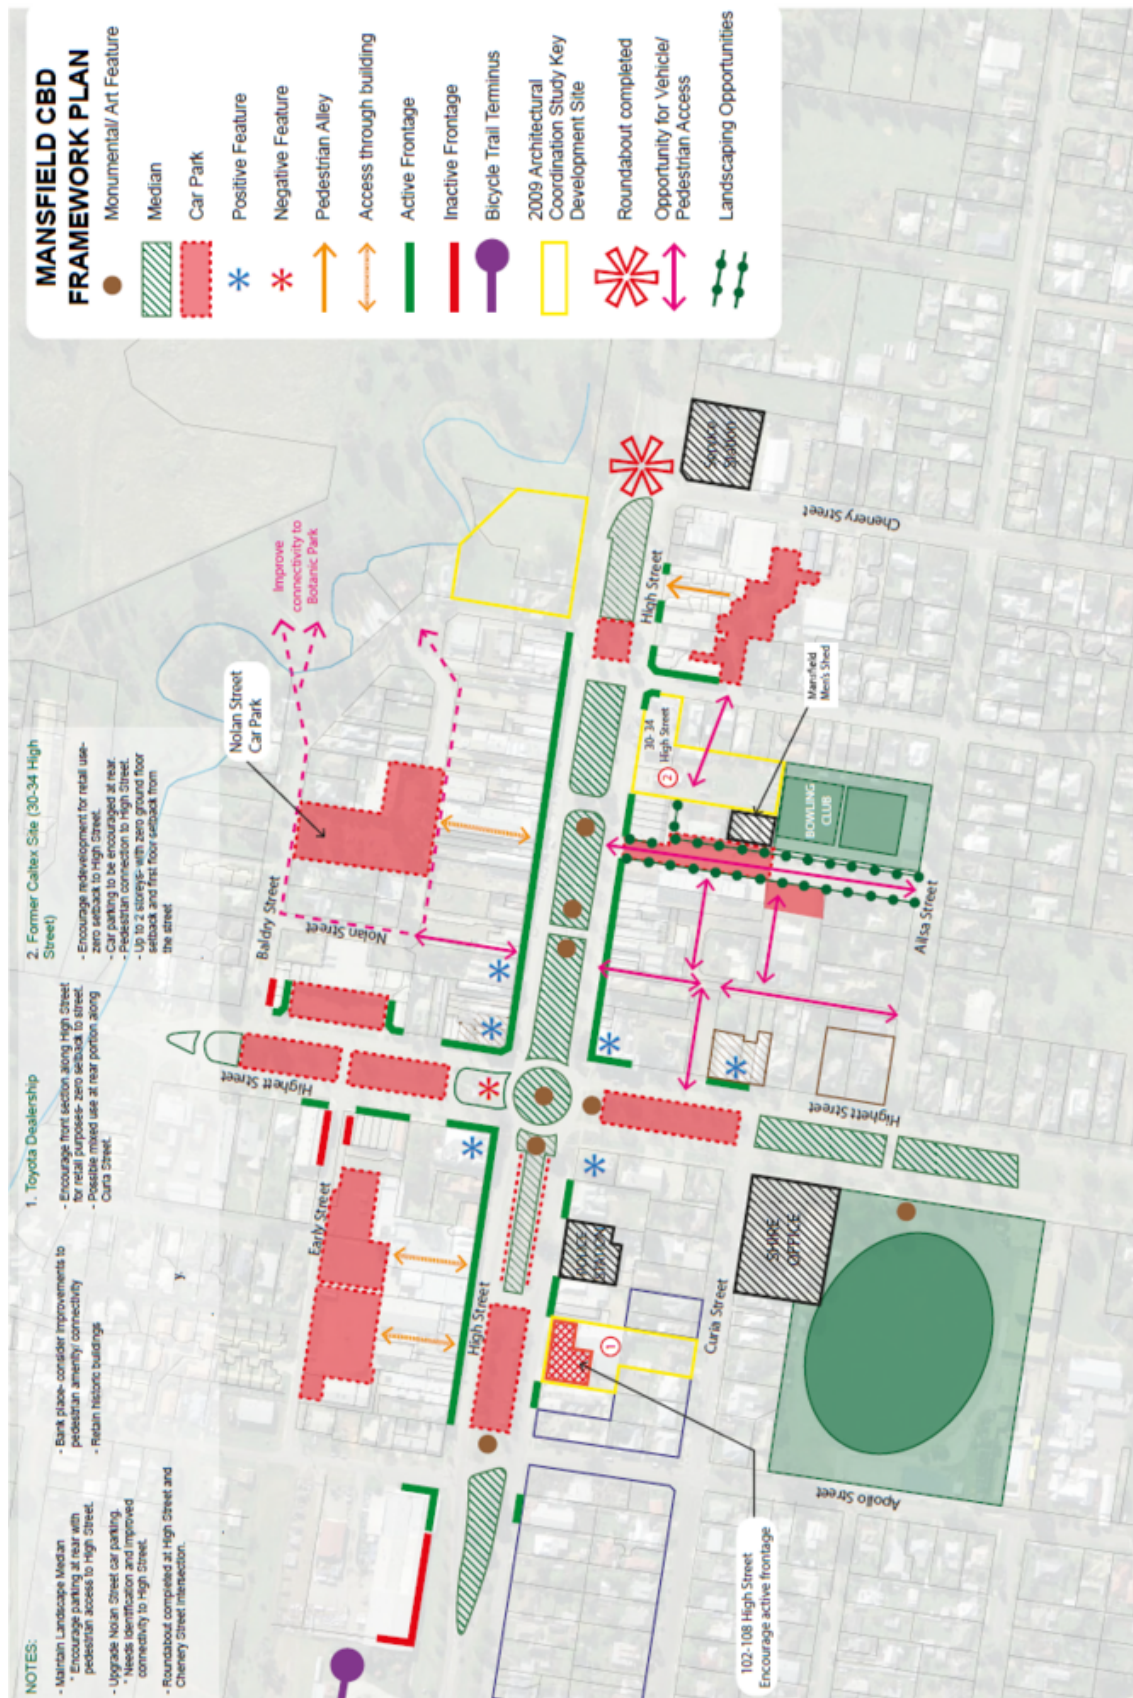 MANSFIELD CBD
FRAMEWORK PLAN
Monumental/ Art Feature
Median
Car Park
Positive Feature
Negative Feature
Pedestrian Alley
Access through building
Active Frontage
Inactive Frontage
Bicycle Trail Terminus
2009 Architectural
Coordination Study Key
Development Site
Roundabout completed
Opportunity for Vehicle/
Pedestrian Access
Landscaping Opportunities
NOTES:
- Maintain Landscape Median
* Encourage parking at rear with
pedestrian access to High Street.
- Upgrade Nolan Street car parking.
* Needs identification and improved
connectivity to High Street.
- Roundabout completed at High Street and
Chenery Street intersection.
- Bank place- consider improvements to
pedestrian amenity/ connectivity
- Retain historic buildings
y.
1. Toyota Dealership
- Encourage front section along High Street
for retail purposes- zero setback to street.
- Possible mixed use at rear portion along
Curia Street.
2. Former Caltex Site (30-34 High
Street)
- Encourage redevelopment for retail use-
zero setback to High Street.
- Car parking to be encouraged at rear.
- Pedestrian connection to High Street.
- Up to 2 storeys- with zero ground floor
setback and first floor setback from
the street
Nolan Street
Car Park
Improve
connectivity to
Botanic Park
Baldry Street
Nolan Street
Highett Street
Early Street
High Street
High Street
Service
Station
Chenery Street
30- 34
High Street
2
Mansfield
Men's Shed
BOWLING
CLUB
Ailsa Street
Highett Street
POLICE
STATION
SHIRE
OFFICE
1
Curia Street
Apollo Street
102-108 High Street
Encourage active frontage